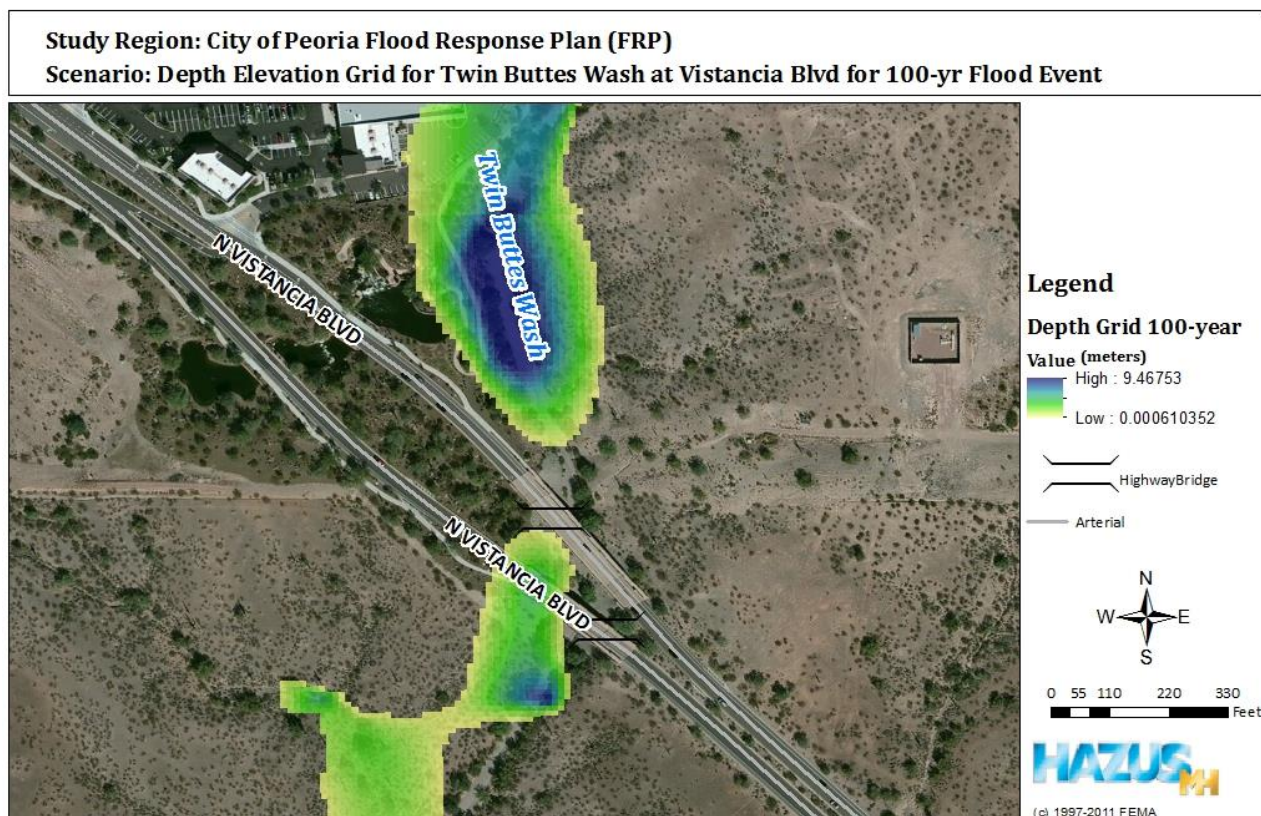 Study Region: City of Peoria Flood Response Plan (FRP)
Scenario: Depth Elevation Grid for Twin Buttes Wash at Vistancia Blvd for 100-yr Flood Event
Twin Buttes Wash
N VISTANCIA BLVD
N VISTANCIA BLVD
Legend
Depth Grid 100-year
Value (meters)
High : 9.46753
Low : 0.000610352
HighwayBridge
Arterial
N
W E
S
0 55 110 220 330
Feet
HAZUS MH
(c) 1997-2011 FEMA